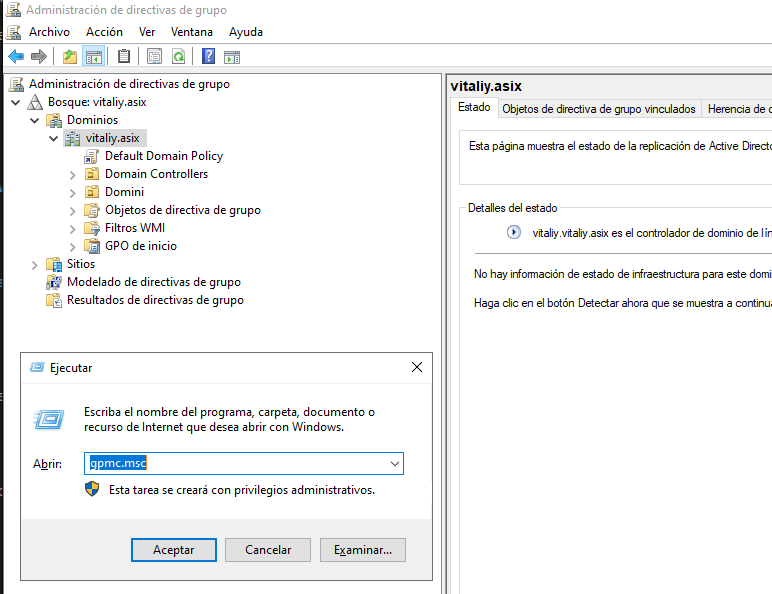 Administración de directivas de grupo
Archivo Acción Ver Ventana Ayuda
Administración de directivas de grupo
Bosque: vitaliy.asix
Dominios
vitaliy.asix
Default Domain Policy
Domain Controllers
Domini
Objetos de directiva de grupo
Filtros WMI
GPO de inicio
Sitios
Modelado de directivas de grupo
Resultados de directivas de grupo
vitaliy.asix
Estado Objetos de directiva de grupo vinculados Herencia de
Esta página muestra el estado de la replicación de Active Directo
Detalles del estado
vitaliy.vitaliy.asix es el controlador de dominio de lín
No hay información de estado de infraestructura para este domi
Haga clic en el botón Detectar ahora que se muestra a continua
Ejecutar
Escriba el nombre del programa, carpeta, documento o
recurso de Internet que desea abrir con Windows.
Abrir: gpmc.msc
Esta tarea se creará con privilegios administrativos.
Aceptar Cancelar Examinar...